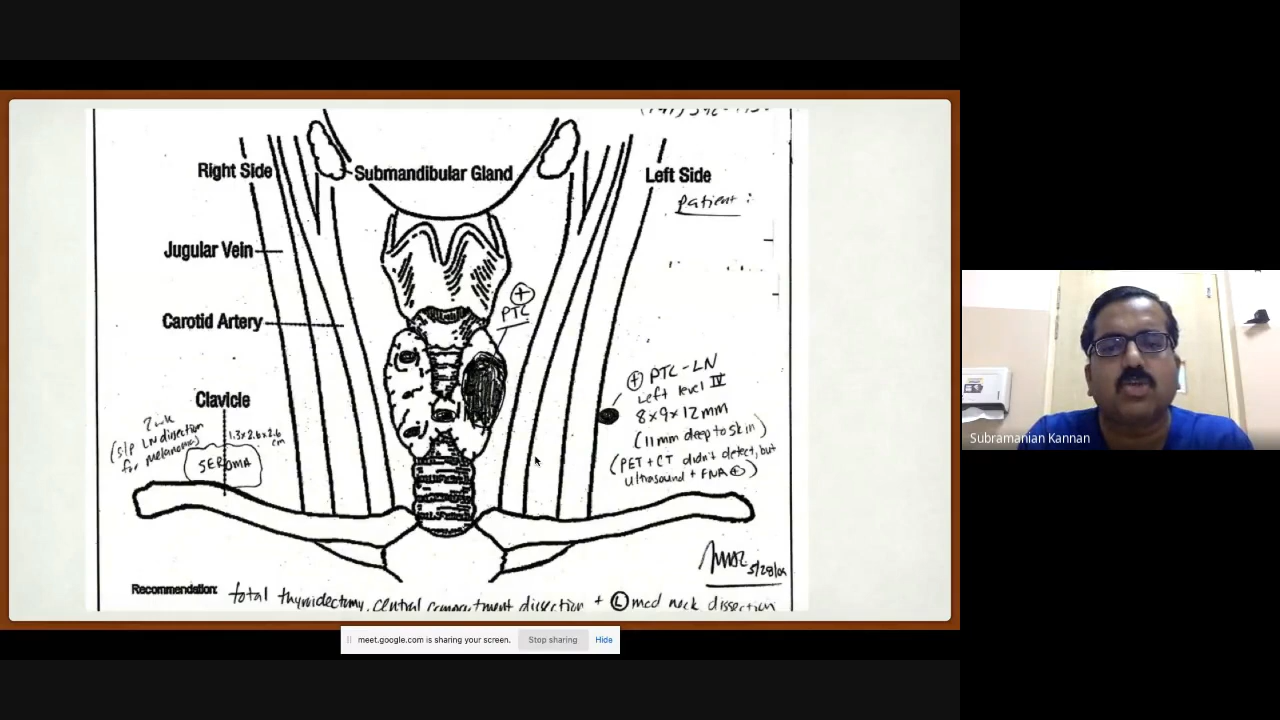 Right Side
Submandibular Gland
Left Side
patient :
Jugular Vein
Carotid Artery
+
PTC
+ PTC - LN
Left level IV
8 x 9 x 12 mm
(11 mm deep to skin)
(PET + CT didn't detect, but
ultrasound + FNA +)
Clavicle
2 wk
(s/p LN dissection
for melanoma)
1.3 x 2.6 x 2.6
cm
SEROMA
Recommendation: total thyroidectomy, central compartment dissection + L mod neck dissection
meet.google.com is sharing your screen.
Stop sharing
Hide
Subramanian Kannan